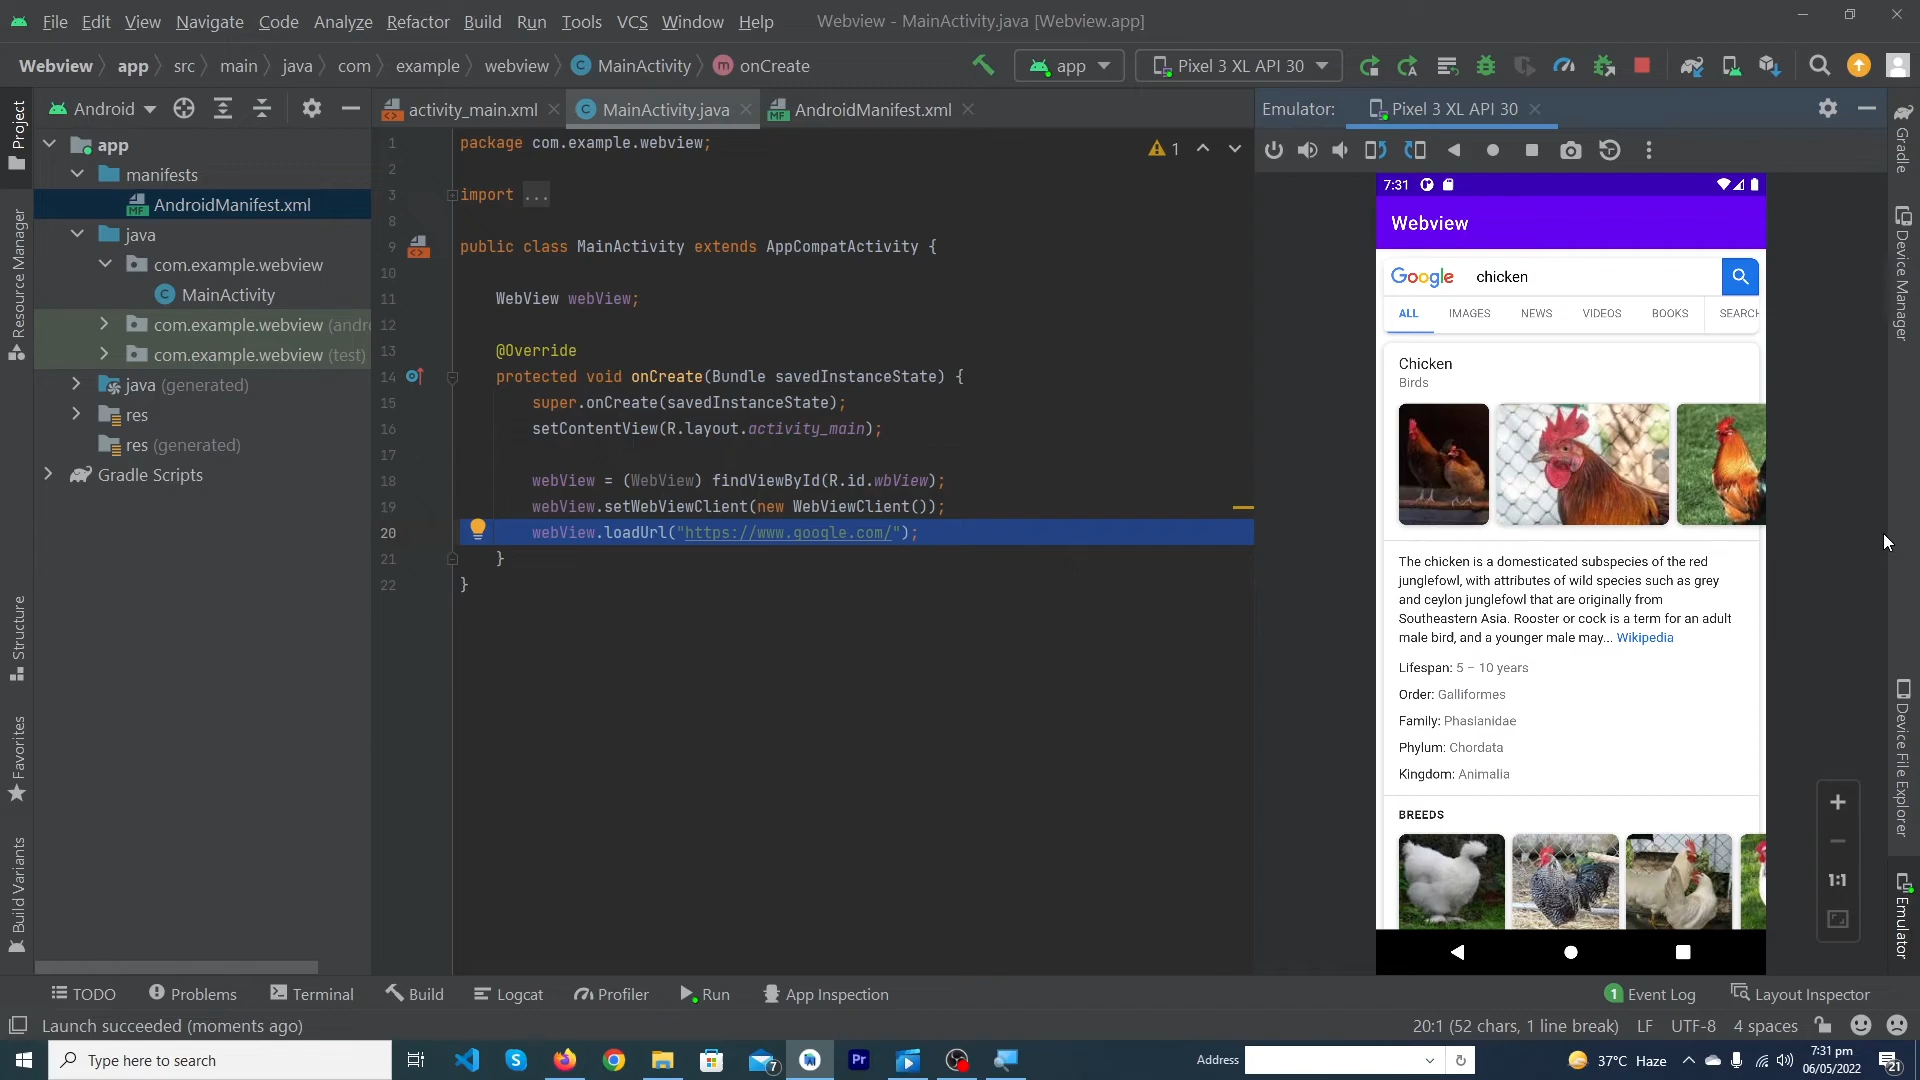 File Edit View Navigate Code Analyze Refactor Build Run Tools VCS Window Help Webview - MainActivity.java [Webview.app]
Webview app src main java com example webview MainActivity onCreate app Pixel 3 XL API 30
Android
activity_main.xml MainActivity.java AndroidManifest.xml
Emulator: Pixel 3 XL API 30
Project
Resource Manager
Structure
Favorites
Build Variants
app
manifests
AndroidManifest.xml
java
com.example.webview
MainActivity
com.example.webview (andr
com.example.webview (test)
java (generated)
res
res (generated)
Gradle Scripts
1 package com.example.webview;
2
3 import ...
8
9 public class MainActivity extends AppCompatActivity {
10
11 WebView webView;
12
13 @Override
14 protected void onCreate(Bundle savedInstanceState) {
15 super.onCreate(savedInstanceState);
16 setContentView(R.layout.activity_main);
17
18 webView = (WebView) findViewById(R.id.wbView);
19 webView.setWebViewClient(new WebViewClient());
20 webView.loadUrl("https://www.google.com/");
21 }
22 }
1
7:31
Webview
Google chicken
ALL IMAGES NEWS VIDEOS BOOKS SEARCH
Chicken
Birds
The chicken is a domesticated subspecies of the red
junglefowl, with attributes of wild species such as grey
and ceylon junglefowl that are originally from
Southeastern Asia. Rooster or cock is a term for an adult
male bird, and a younger male may... Wikipedia
Lifespan: 5 – 10 years
Order: Galliformes
Family: Phasianidae
Phylum: Chordata
Kingdom: Animalia
BREEDS
1:1
Gradle
Device Manager
Device File Explorer
Emulator
TODO Problems Terminal Build Logcat Profiler Run App Inspection 1 Event Log Layout Inspector
Launch succeeded (moments ago) 20:1 (52 chars, 1 line break) LF UTF-8 4 spaces
Type here to search 7 Pr Address 37°C Haze 7:31 pm
06/05/2022 21